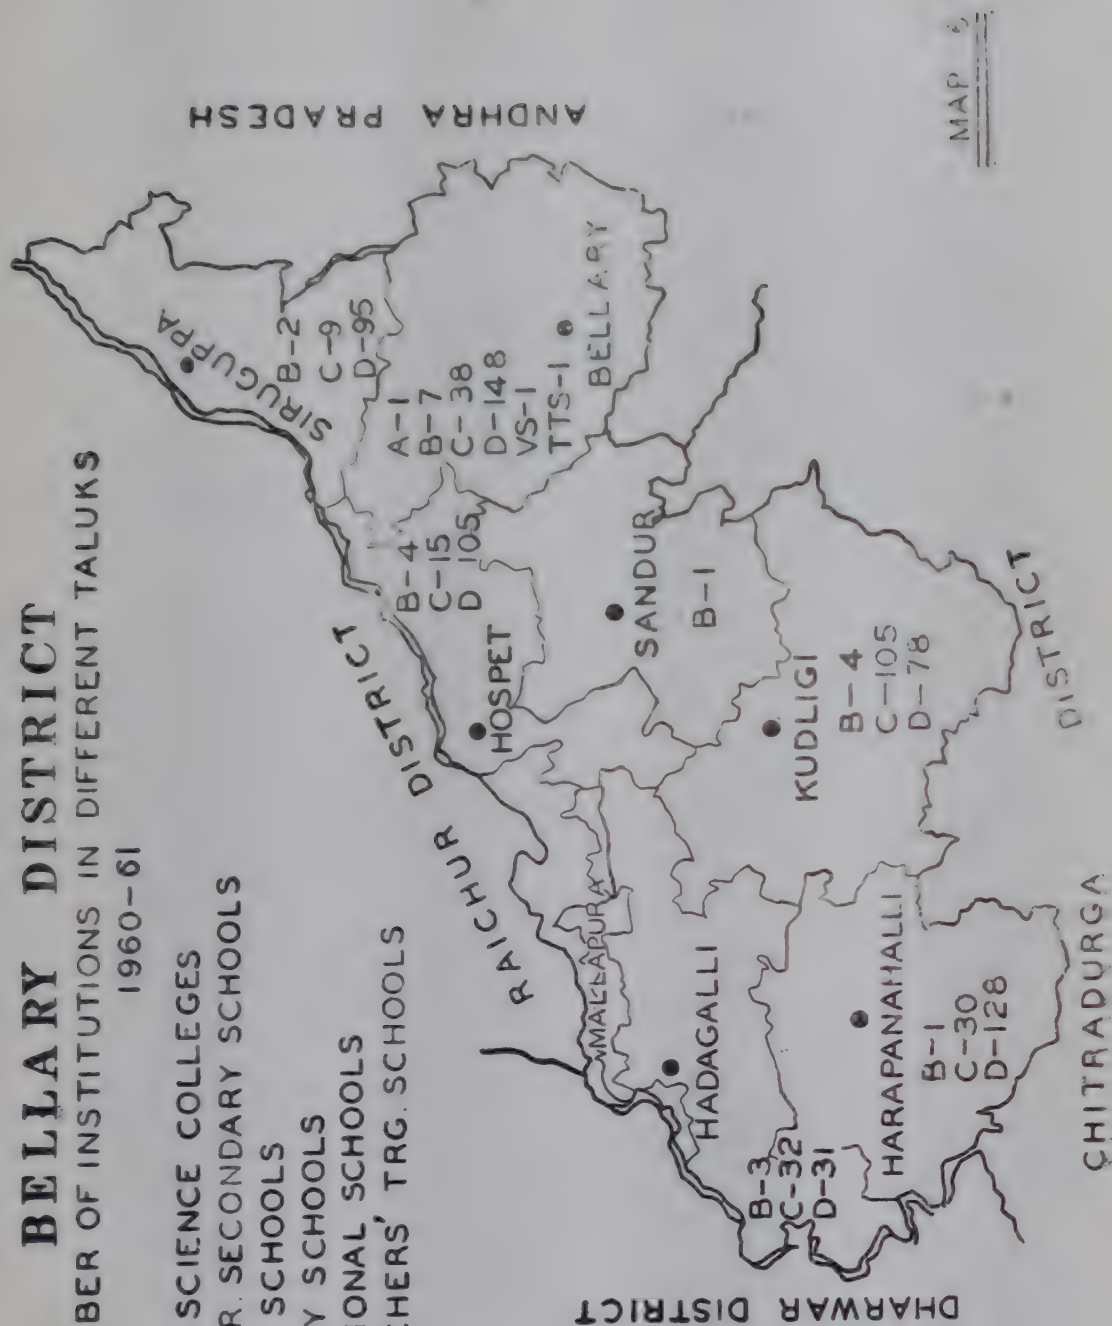 BELLARY DISTRICT
BER OF INSTITUTIONS IN DIFFERENT TALUKS
1960-61
SCIENCE COLLEGES
R. SECONDARY SCHOOLS
SCHOOLS
Y SCHOOLS
IONAL SCHOOLS
CHERS' TRG. SCHOOLS
RAICHUR DISTRICT
ANDHRA PRADESH
SIRUGUPPA
B-2
C-9
D-95
A-1
B-7
C-38
D-148
VS-1
TTS-1
BELLARY
B-4
C-15
D 105
HOSPET
SANDUR
B-1
KUDLIGI
B-4
C-105
D-78
MALLAPURA
HADAGALLI
B-3
C-32
D-31
HARAPANAHALLI
B-1
C-30
D-128
DHARWAR DISTRICT
CHITRADURGA
DISTRICT
MAP